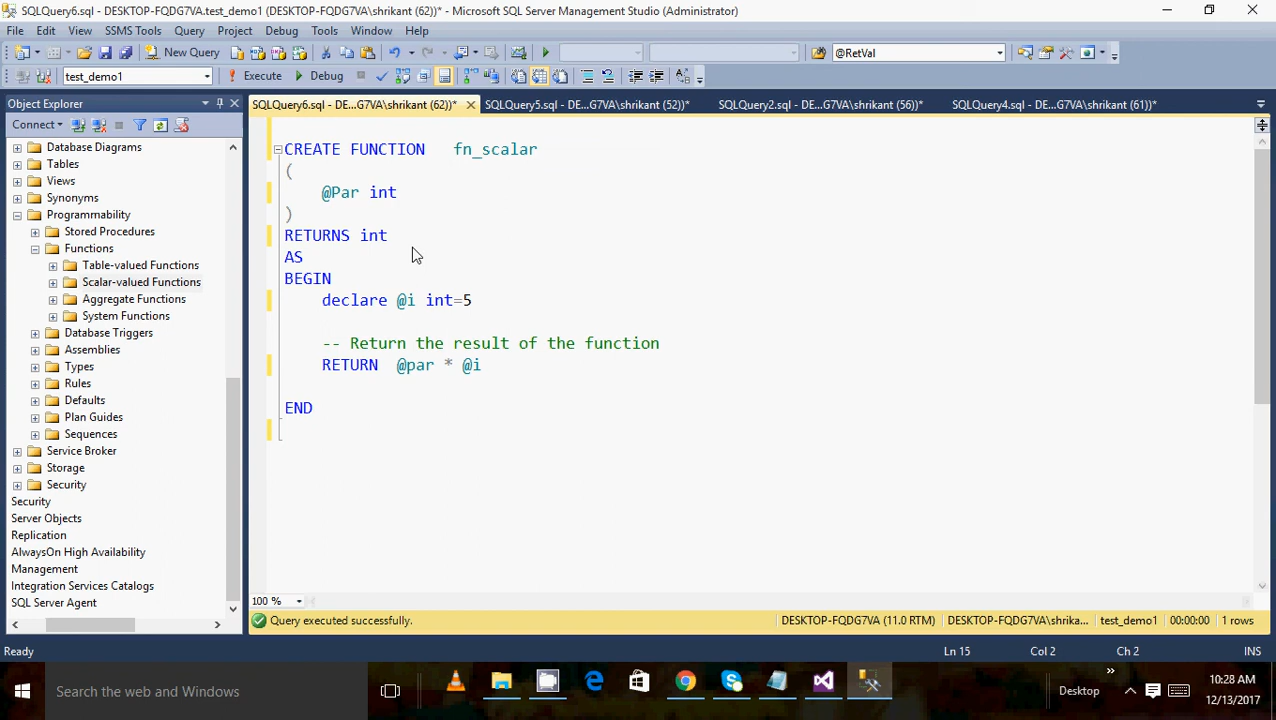 SQLQuery6.sql - DESKTOP-FQDG7VA.test_demo1 (DESKTOP-FQDG7VA\shrikant (62))* - Microsoft SQL Server Management Studio (Administrator)
File Edit View SSMS Tools Query Project Debug Tools Window Help
New Query @RetVal
test_demo1 Execute Debug
Object Explorer
SQLQuery6.sql - DE...G7VA\shrikant (62))* SQLQuery5.sql - DE...G7VA\shrikant (52))* SQLQuery2.sql - DE...G7VA\shrikant (56))* SQLQuery4.sql - DE...G7VA\shrikant (61))*
Connect
Database Diagrams
Tables
Views
Synonyms
Programmability
Stored Procedures
Functions
Table-valued Functions
Scalar-valued Functions
Aggregate Functions
System Functions
Database Triggers
Assemblies
Types
Rules
Defaults
Plan Guides
Sequences
Service Broker
Storage
Security
Security
Server Objects
Replication
AlwaysOn High Availability
Management
Integration Services Catalogs
SQL Server Agent
CREATE FUNCTION fn_scalar
(
@Par int
)
RETURNS int
AS
BEGIN
declare @i int=5
-- Return the result of the function
RETURN @par * @i
END
100 %
Query executed successfully. DESKTOP-FQDG7VA (11.0 RTM) DESKTOP-FQDG7VA\shrika... test_demo1 00:00:00 1 rows
Ready Ln 15 Col 2 Ch 2 INS
Search the web and Windows Desktop 10:28 AM
12/13/2017